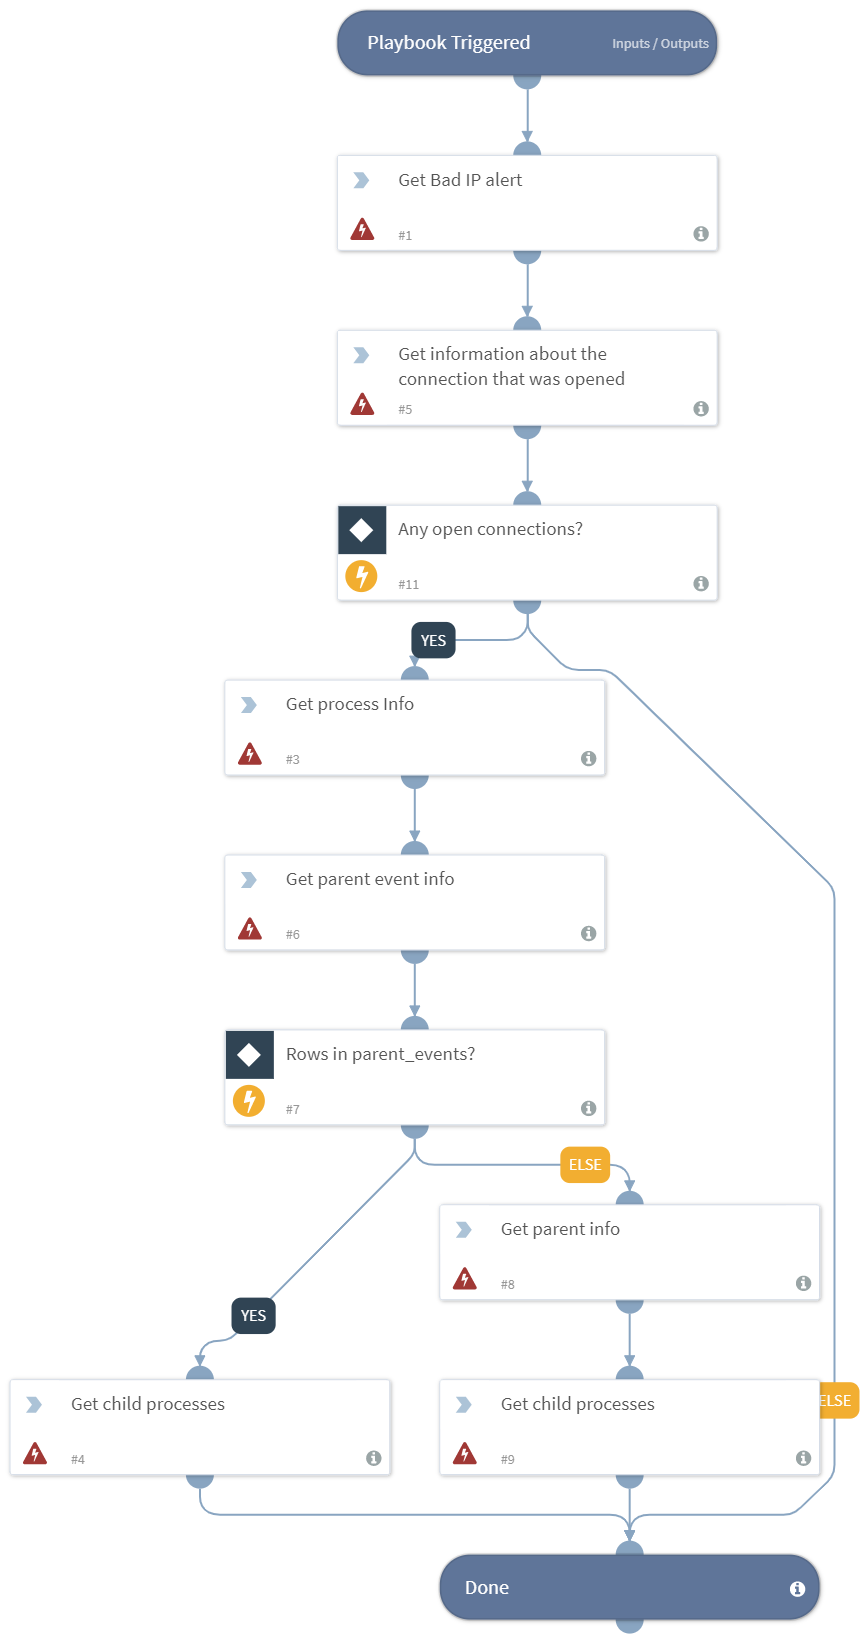 Playbook Triggered
Inputs / Outputs
Get Bad IP alert
#1
Get information about the
connection that was opened
#5
Any open connections?
#11
YES
Get process Info
#3
Get parent event info
#6
Rows in parent_events?
#7
ELSE
Get parent info
#8
YES
Get child processes
#4
Get child processes
#9
ELSE
Done